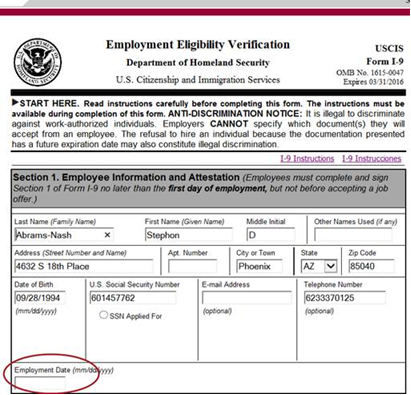 Employment Eligibility Verification
Department of Homeland Security
U.S. Citizenship and Immigration Services
USCIS
Form I-9
OMB No. 1615-0047
Expires 03/31/2016
►START HERE. Read instructions carefully before completing this form. The instructions must be
available during completion of this form. ANTI-DISCRIMINATION NOTICE: It is illegal to discriminate
against work-authorized individuals. Employers CANNOT specify which document(s) they will
accept from an employee. The refusal to hire an individual because the documentation presented
has a future expiration date may also constitute illegal discrimination.
I-9 Instructions I-9 Instrucciones
Section 1. Employee Information and Attestation (Employees must complete and sign
Section 1 of Form I-9 no later than the first day of employment, but not before accepting a job
offer.)
Last Name (Family Name) First Name (Given Name) Middle Initial Other Names Used (if any)
Abrams-Nash × Stephon D
Address (Street Number and Name) Apt. Number City or Town State Zip Code
4632 S 18th Place Phoenix AZ 85040
Date of Birth U.S. Social Security Number E-mail Address Telephone Number
09/28/1994 601457762 6233370125
(mm/dd/yyyy) SSN Applied For (optional) (optional)
Employment Date (mm/dd/yyyy)